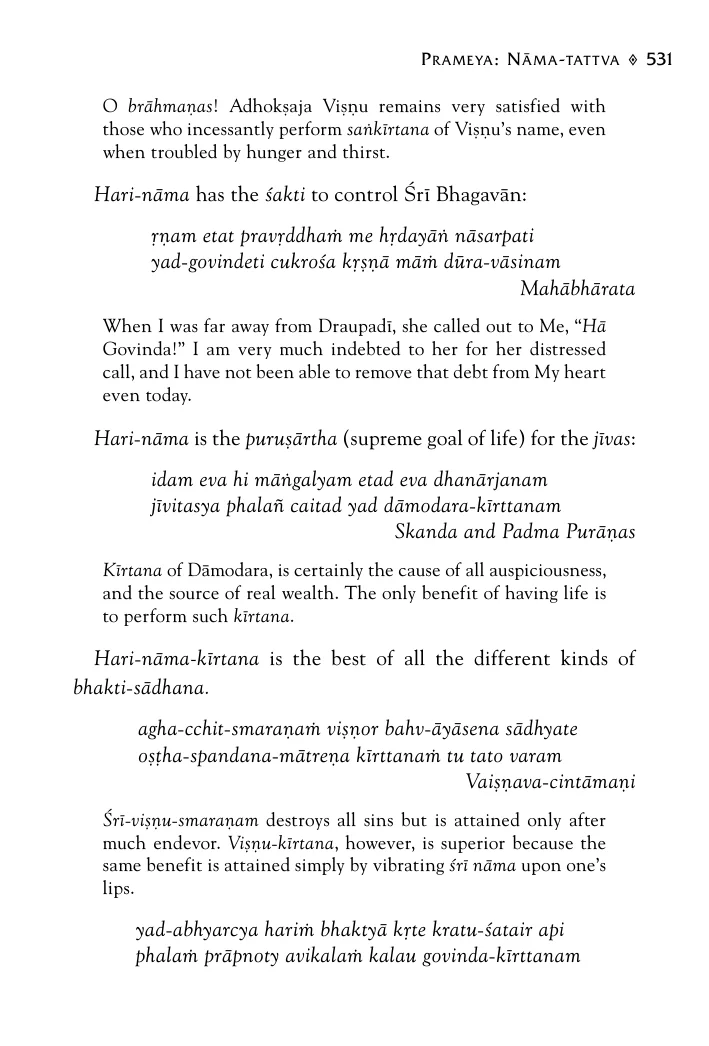 PRAMEYA: NĀMA-TATTVA ◊ 531
O brāhmaṇas! Adhokṣaja Viṣṇu remains very satisfied with
those who incessantly perform saṅkīrtana of Viṣṇu’s name, even
when troubled by hunger and thirst.
Hari-nāma has the śakti to control Śrī Bhagavān:
ṛṇam etat pravṛddhaṁ me hṛdayāṅ nāsarpati
yad-govindeti cukrośa kṛṣṇā māṁ dūra-vāsinam
Mahābhārata
When I was far away from Draupadī, she called out to Me, “Hā
Govinda!” I am very much indebted to her for her distressed
call, and I have not been able to remove that debt from My heart
even today.
Hari-nāma is the puruṣārtha (supreme goal of life) for the jīvas:
idam eva hi māṅgalyam etad eva dhanārjanam
jīvitasya phalañ caitad yad dāmodara-kīrttanam
Skanda and Padma Purāṇas
Kīrtana of Dāmodara, is certainly the cause of all auspiciousness,
and the source of real wealth. The only benefit of having life is
to perform such kīrtana.
Hari-nāma-kīrtana is the best of all the different kinds of
bhakti-sādhana.
agha-cchit-smaraṇaṁ viṣṇor bahv-āyāsena sādhyate
oṣṭha-spandana-mātreṇa kīrttanaṁ tu tato varam
Vaiṣṇava-cintāmaṇi
Śrī-viṣṇu-smaraṇam destroys all sins but is attained only after
much endevor. Viṣṇu-kīrtana, however, is superior because the
same benefit is attained simply by vibrating śrī nāma upon one’s
lips.
yad-abhyarcya hariṁ bhaktyā kṛte kratu-śatair api
phalaṁ prāpnoty avikalaṁ kalau govinda-kīrttanam